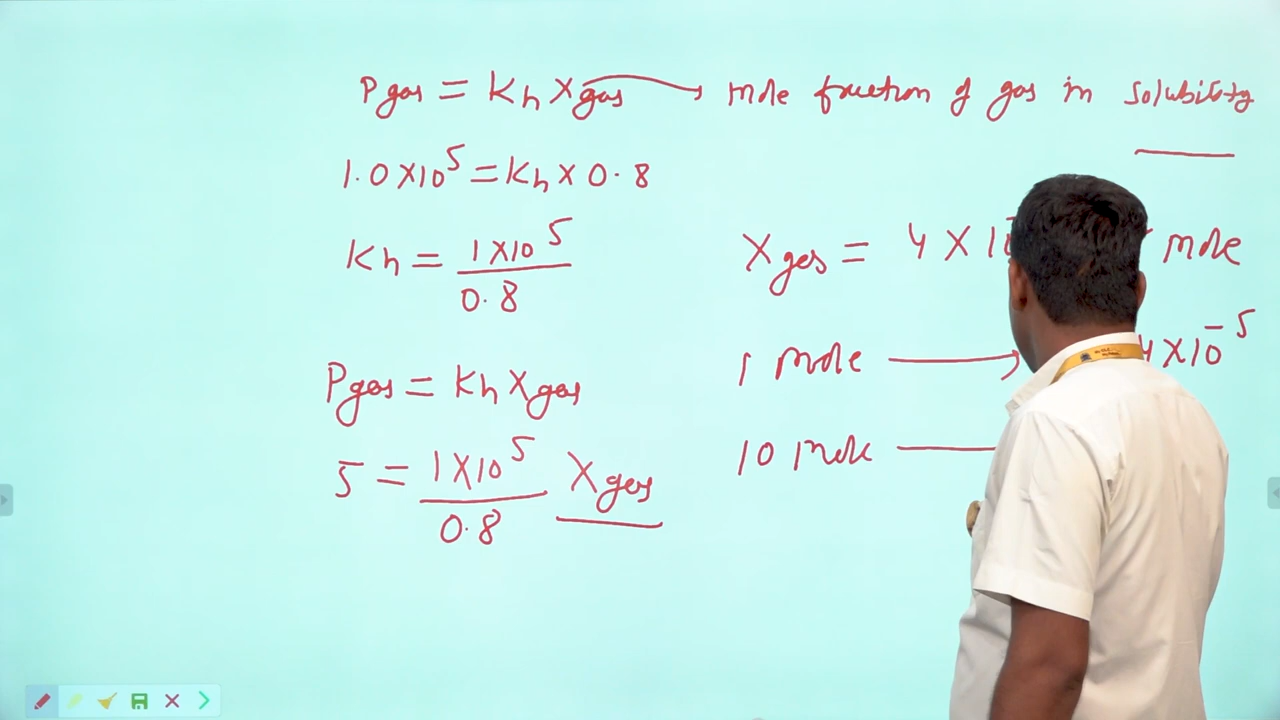 Pgas = Kh Xgas → mole fraction of gas in solubility
1.0 X 10^5 = Kh x 0.8
Kh = 1 X 10^5 / 0.8
Xgas = 4 X 10 mole
Pgas = Kh Xgas
1 mole → 4 X 10^-5
5 = 1 X 10^5 / 0.8 Xgas
10 mole